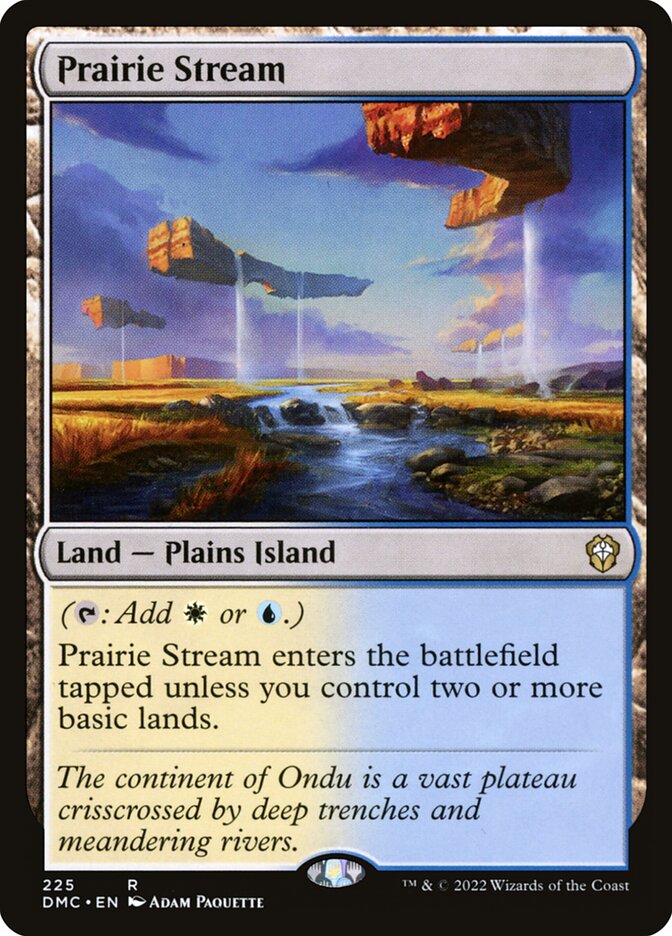 Prairie Stream
Land — Plains Island
(: Add or .)
Prairie Stream enters the battlefield
tapped unless you control two or more
basic lands.
The continent of Ondu is a vast plateau
crisscrossed by deep trenches and
meandering rivers.
225 R
DMC • EN Adam Paquette
™ & © 2022 Wizards of the Coast